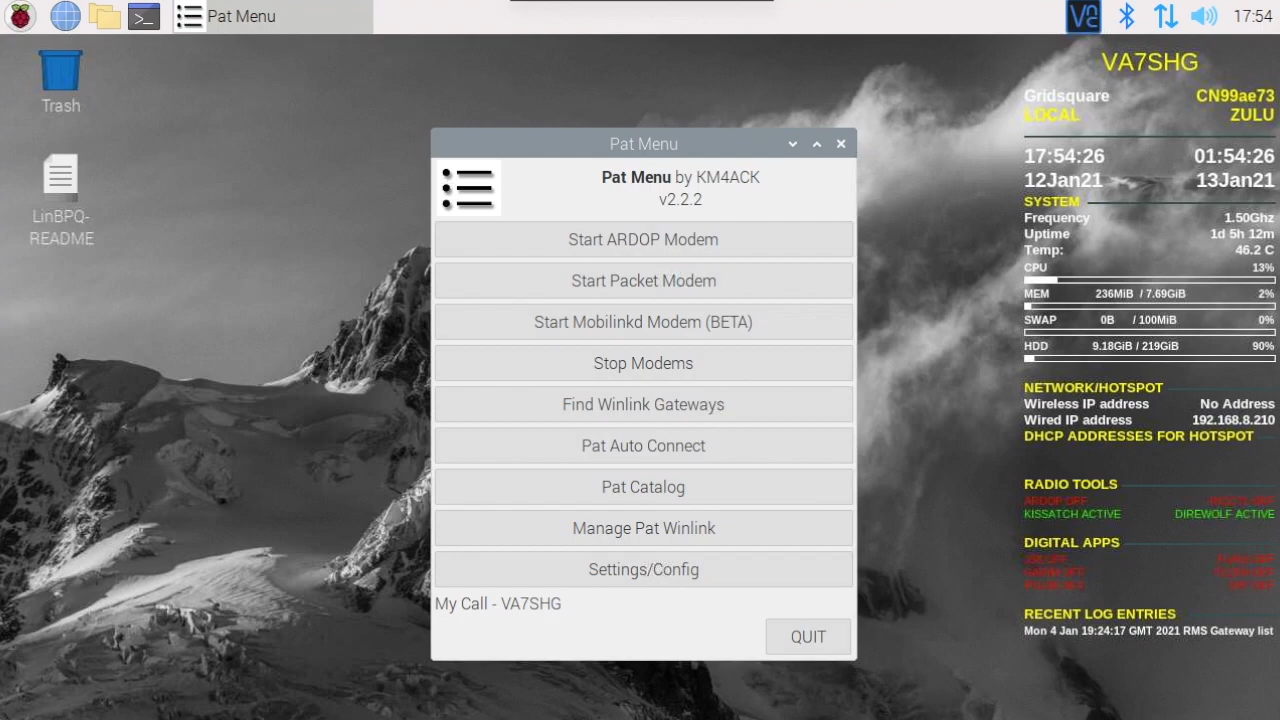 Pat Menu
17:54
Trash
LinBPQ-
README
Pat Menu
Pat Menu by KM4ACK
v2.2.2
Start ARDOP Modem
Start Packet Modem
Start Mobilinkd Modem (BETA)
Stop Modems
Find Winlink Gateways
Pat Auto Connect
Pat Catalog
Manage Pat Winlink
Settings/Config
My Call - VA7SHG
QUIT
VA7SHG
Gridsquare CN99ae73
LOCAL ZULU
17:54:26 01:54:26
12Jan21 13Jan21
SYSTEM
Frequency 1.50Ghz
Uptime 1d 5h 12m
Temp: 46.2 C
CPU 13%
MEM 236MiB / 7.69GiB 2%
SWAP 0B / 100MiB 0%
HDD 9.18GiB / 219GiB 90%
NETWORK/HOTSPOT
Wireless IP address No Address
Wired IP address 192.168.8.210
DHCP ADDRESSES FOR HOTSPOT
RADIO TOOLS
ARDOP OFF
KISSATCH ACTIVE DIREWOLF ACTIVE
DIGITAL APPS
RECENT LOG ENTRIES
Mon 4 Jan 19:24:17 GMT 2021 RMS Gateway list